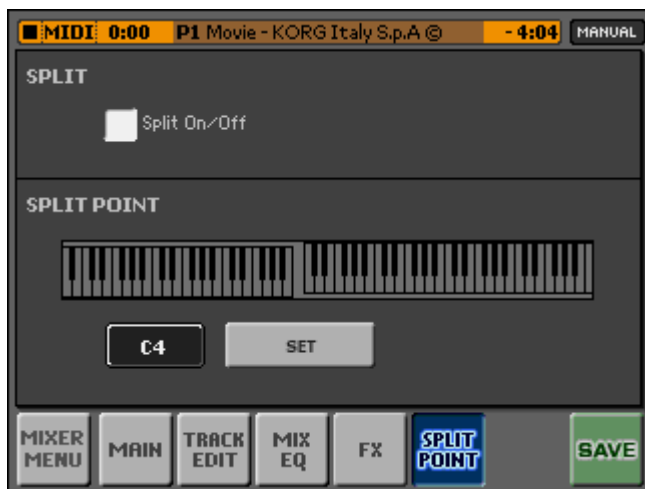 MIDI 0:00 P1 Movie - KORG Italy S.p.A © - 4:04 MANUAL
SPLIT
Split On/Off
SPLIT POINT
C4 SET
MIXER MENU MAIN TRACK EDIT MIX EQ FX SPLIT POINT SAVE